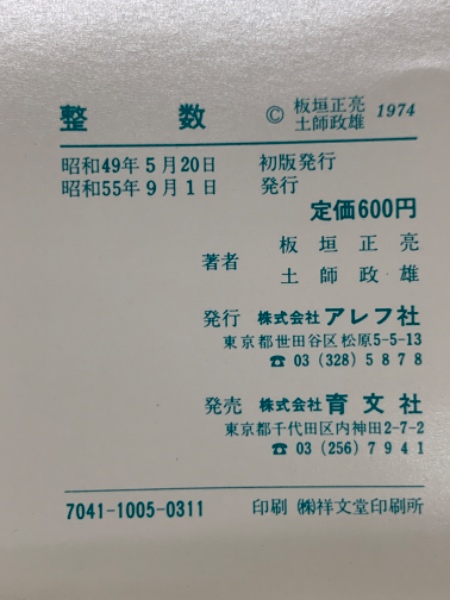 整数 © 板垣正亮 1974
土師政雄
昭和49年5月20日 初版発行
昭和55年9月1日 発行
定価600円
板垣正亮
著者
土師政雄
発行 株式会社アレフ社
東京都世田谷区松原5-5-13
☎ 03 (328) 5878
発売 株式会社育文社
東京都千代田区内神田2-7-2
☎ 03 (256) 7941
7041-1005-0311 印刷 ㈱祥文堂印刷所